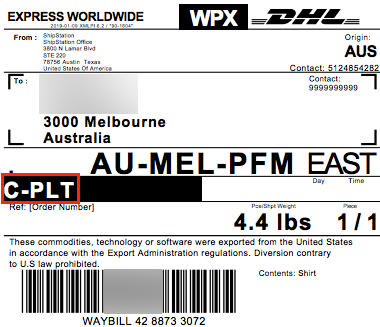 EXPRESS WORLDWIDE
2019-01-09 XMLPI 6.2 / *90-1804*
WPX
DHL
From :
ShipStation
ShipStation Office
3800 N Lamar Blvd
STE 220
78756 Austin Texas
United States Of America
Origin:
AUS
Contact: 5124854282
To :
Contact:
9999999999
3000 Melbourne
Australia
AU-MEL-PFM EAST
C-PLT
Day
Time
Ref: [Order Number]
Pce/Shpt Weight
Piece
4.4 lbs
1 / 1
These commodities, technology or software were exported from the United States
in accordance with the Export Administration regulations. Diversion contrary
to U.S law prohibited.
Contents: Shirt
WAYBILL 42 8873 3072